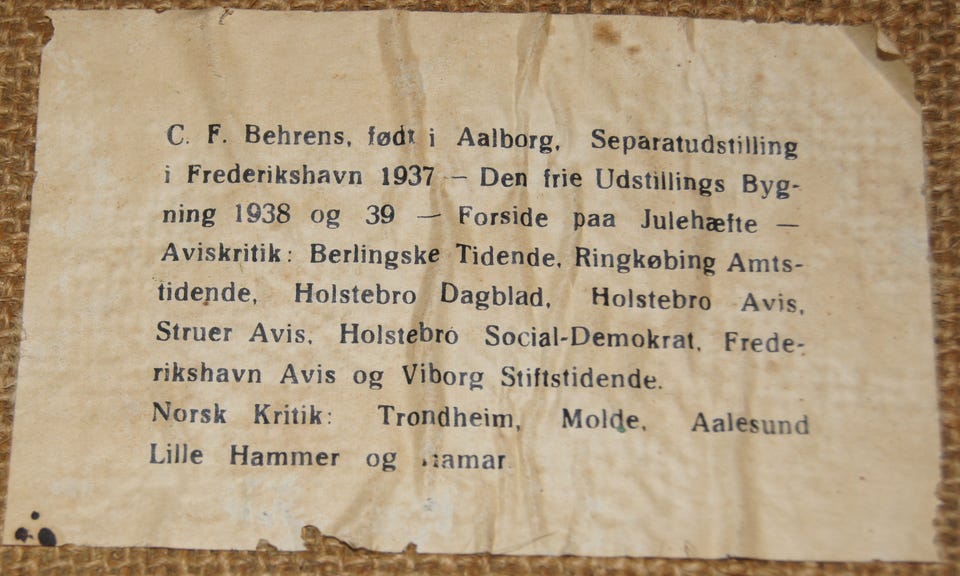 C. F. Behrens, født i Aalborg, Separatudstilling
i Frederikshavn 1937 — Den frie Udstillings Byg-
ning 1938 og 39 — Forside paa Julehæfte —
Aviskritik: Berlingske Tidende, Ringkøbing Amts-
tidende, Holstebro Dagblad, Holstebro Avis,
Struer Avis, Holstebro Social-Demokrat, Frede-
rikshavn Avis og Viborg Stiftstidende.
Norsk Kritik: Trondheim, Molde, Aalesund
Lille Hammer og